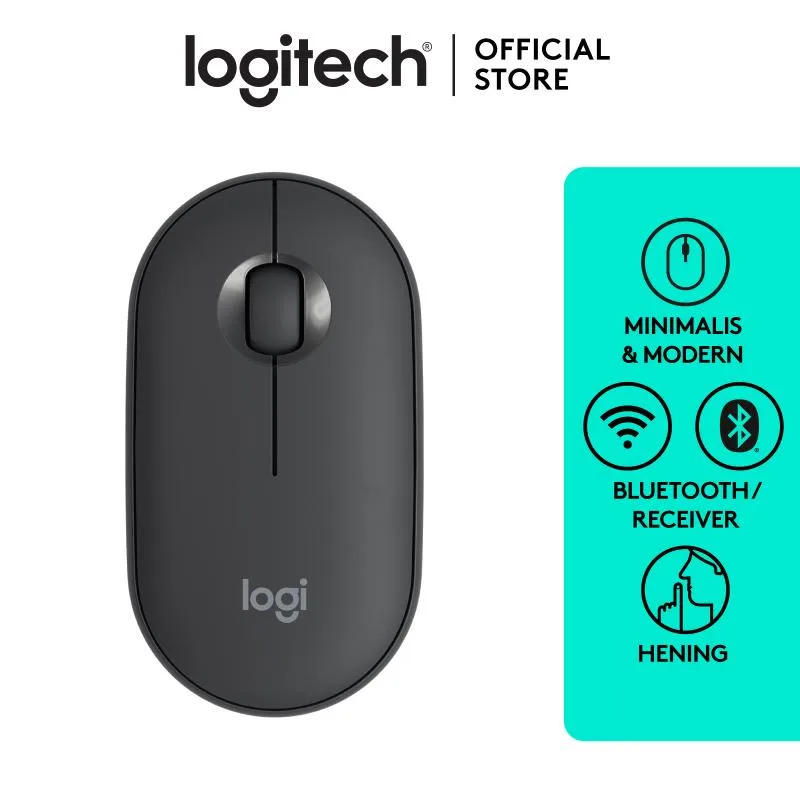 logitech®
OFFICIAL
STORE
logi
MINIMALIS
& MODERN
BLUETOOTH/
RECEIVER
HENING